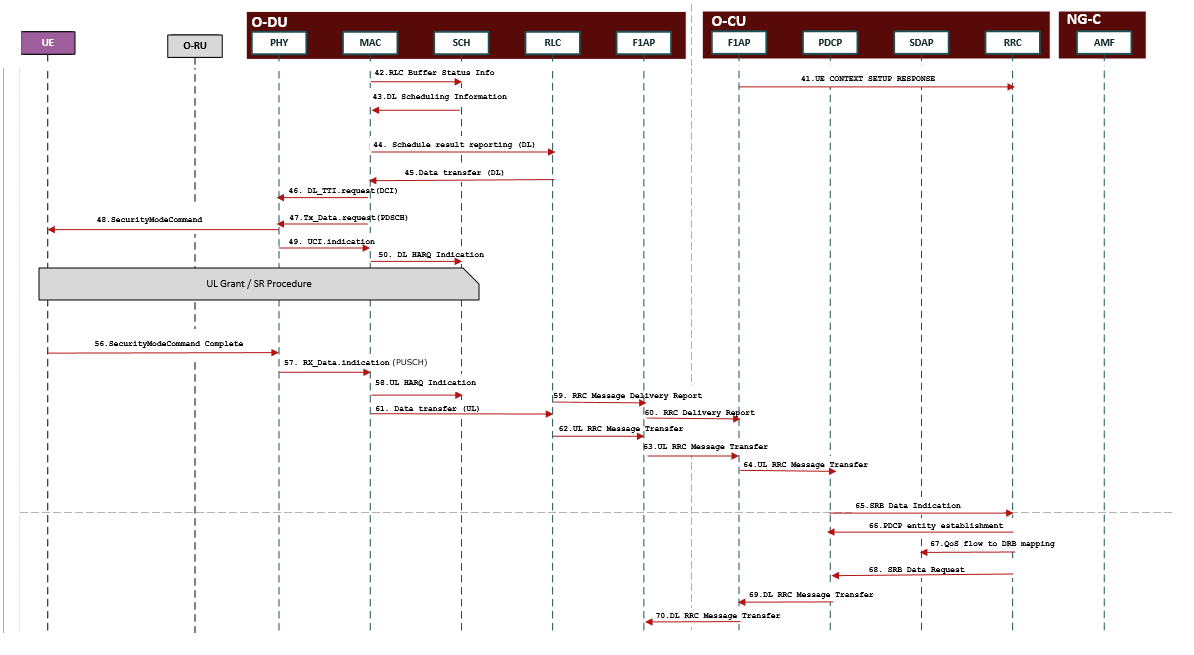 O-DU
O-CU
NG-C
UE
O-RU
PHY
MAC
SCH
RLC
F1AP
F1AP
PDCP
SDAP
RRC
AMF
42.RLC Buffer Status Info
41.UE CONTEXT SETUP RESPONSE
43.DL Scheduling Information
44. Schedule result reporting (DL)
45.Data transfer (DL)
46. DL_TTI.request(DCI)
47.Tx_Data.request(PDSCH)
48.SecurityModeCommand
49. UCI.indication
50. DL HARQ Indication
UL Grant / SR Procedure
56.SecurityModeCommand Complete
57. RX_Data.indication (PUSCH)
58.UL HARQ Indication
59. RRC Message Delivery Report
61. Data transfer (UL)
60. RRC Delivery Report
62.UL RRC Message Transfer
63.UL RRC Message Transfer
64.UL RRC Message Transfer
65.SRB Data Indication
66.PDCP entity establishment
67.QoS flow to DRB mapping
68. SRB Data Request
69.DL RRC Message Transfer
70.DL RRC Message Transfer